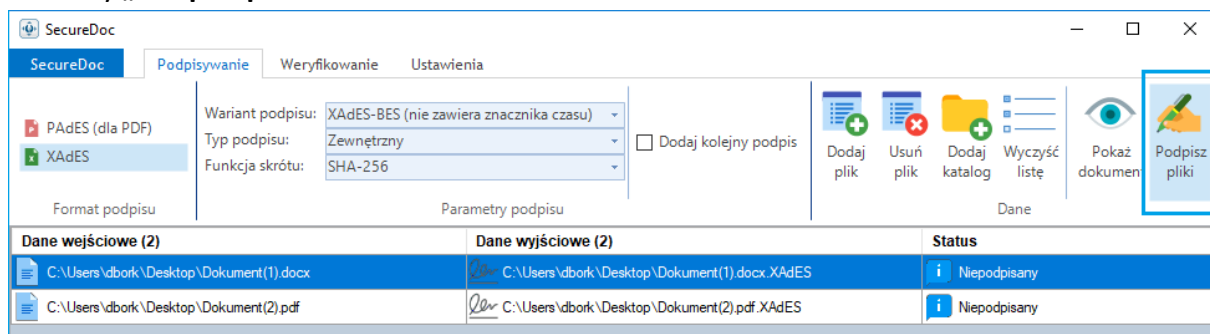 SecureDoc
SecureDoc Podpisywanie Weryfikowanie Ustawienia
PAdES (dla PDF)
XAdES
Format podpisu
Wariant podpisu: XAdES-BES (nie zawiera znacznika czasu)
Typ podpisu: Zewnętrzny
Funkcja skrótu: SHA-256
Dodaj kolejny podpis
Parametry podpisu
Dodaj plik
Usuń plik
Dodaj katalog
Wyczyść listę
Pokaż dokumen
Podpisz pliki
Dane
Dane wejściowe (2) Dane wyjściowe (2) Status
C:\Users\dbork\Desktop\Dokument(1).docx C:\Users\dbork\Desktop\Dokument(1).docx.XAdES Niepodpisany
C:\Users\dbork\Desktop\Dokument(2).pdf C:\Users\dbork\Desktop\Dokument(2).pdf.XAdES Niepodpisany